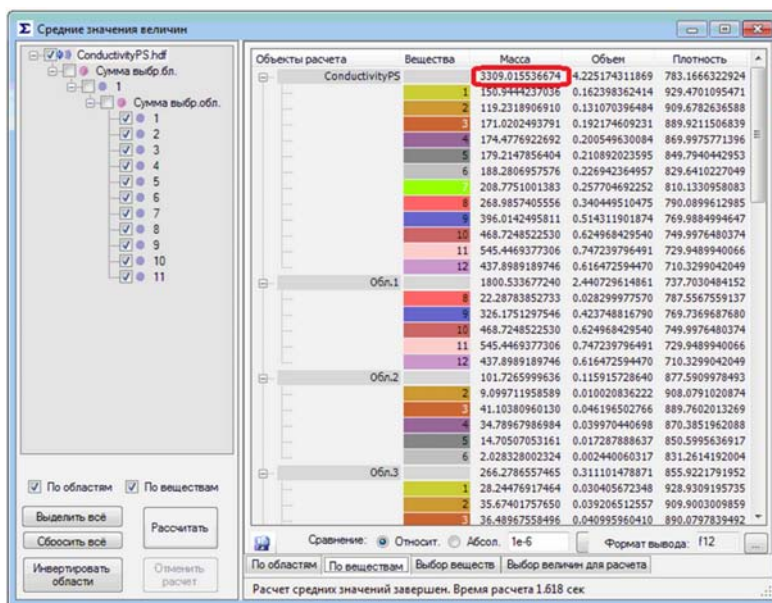 Σ Средние значения величин
ConductivityPS.hdf
Сумма выбр.бл.
1
Сумма выбр.обл.
1
2
3
4
5
6
7
8
9
10
11
По областям По веществам
Выделить всё
Сбросить всё
Рассчитать
Инвертировать области
Отменить расчет
Объекты расчета Вещества Масса Объем Плотность
ConductivityPS 3309.015536674 4.225174311869 783.1666322924
1 150.9444237036 0.162398362414 929.4701095471
2 119.2318906910 0.131070396484 909.6782636588
3 171.0202493791 0.192174609231 889.9211506839
4 174.4776922692 0.200549630084 869.9975771396
5 179.2147856404 0.210892023595 849.7940442953
6 188.2806957576 0.226942364957 829.6410227049
7 208.7751001383 0.257704692252 810.1330958083
8 268.9857405556 0.340449510475 790.0899612985
9 396.0142495811 0.514311901874 769.9884994647
10 468.7248522530 0.624968429540 749.9976480374
11 545.4469377306 0.747239796491 729.9489940066
12 437.8989189746 0.616472594470 710.3299042049
Обл.1 1800.533677240 2.440729614861 737.7030484152
8 22.28783852733 0.028299977570 787.5567559137
9 326.1751297546 0.423748816790 769.7369687680
10 468.7248522530 0.624968429540 749.9976480374
11 545.4469377306 0.747239796491 729.9489940066
12 437.8989189746 0.616472594470 710.3299042049
Обл.2 101.7265999636 0.115915728640 877.5909978493
2 9.099711958589 0.010020836222 908.0791020874
3 41.10380960130 0.046196502766 889.7602013269
4 34.78967986984 0.039970440698 870.3851962088
5 14.70507053161 0.017287888637 850.5995636917
6 2.028328002324 0.002440060317 831.2614192004
Обл.3 266.2786557465 0.311101478871 855.9221791952
1 28.24476917464 0.030405672348 928.9309195735
2 35.67401757650 0.039206512557 909.9003009859
3 36.48967558496 0.040995960410 890.0797839492
Сравнение: Относит. Абсол. 1e-6 Формат вывода: f12 ...
По областям По веществам Выбор веществ Выбор величин для расчета
Расчет средних значений завершен. Время расчета 1.618 сек